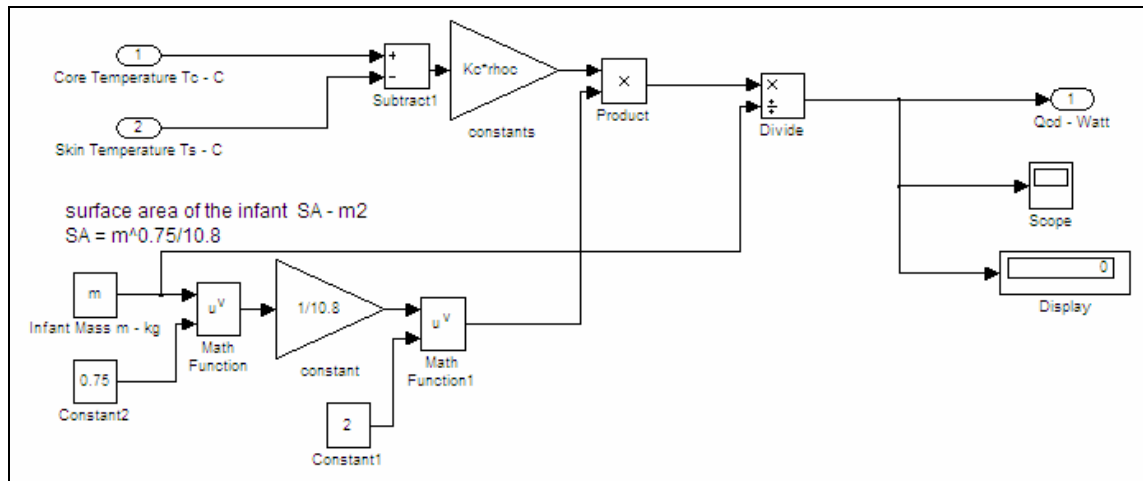 1
Core Temperature Tc - C
+
−
Subtract1
Kc*rhoc
constants
×
Product
×
÷
Divide
1
Qcd - Watt
2
Skin Temperature Ts - C
Scope
surface area of the infant SA - m2
SA = m^0.75/10.8
0
Display
m
Infant Mass m - kg
u^v
Math
Function
1/10.8
constant
u^v
Math
Function1
0.75
Constant2
2
Constant1